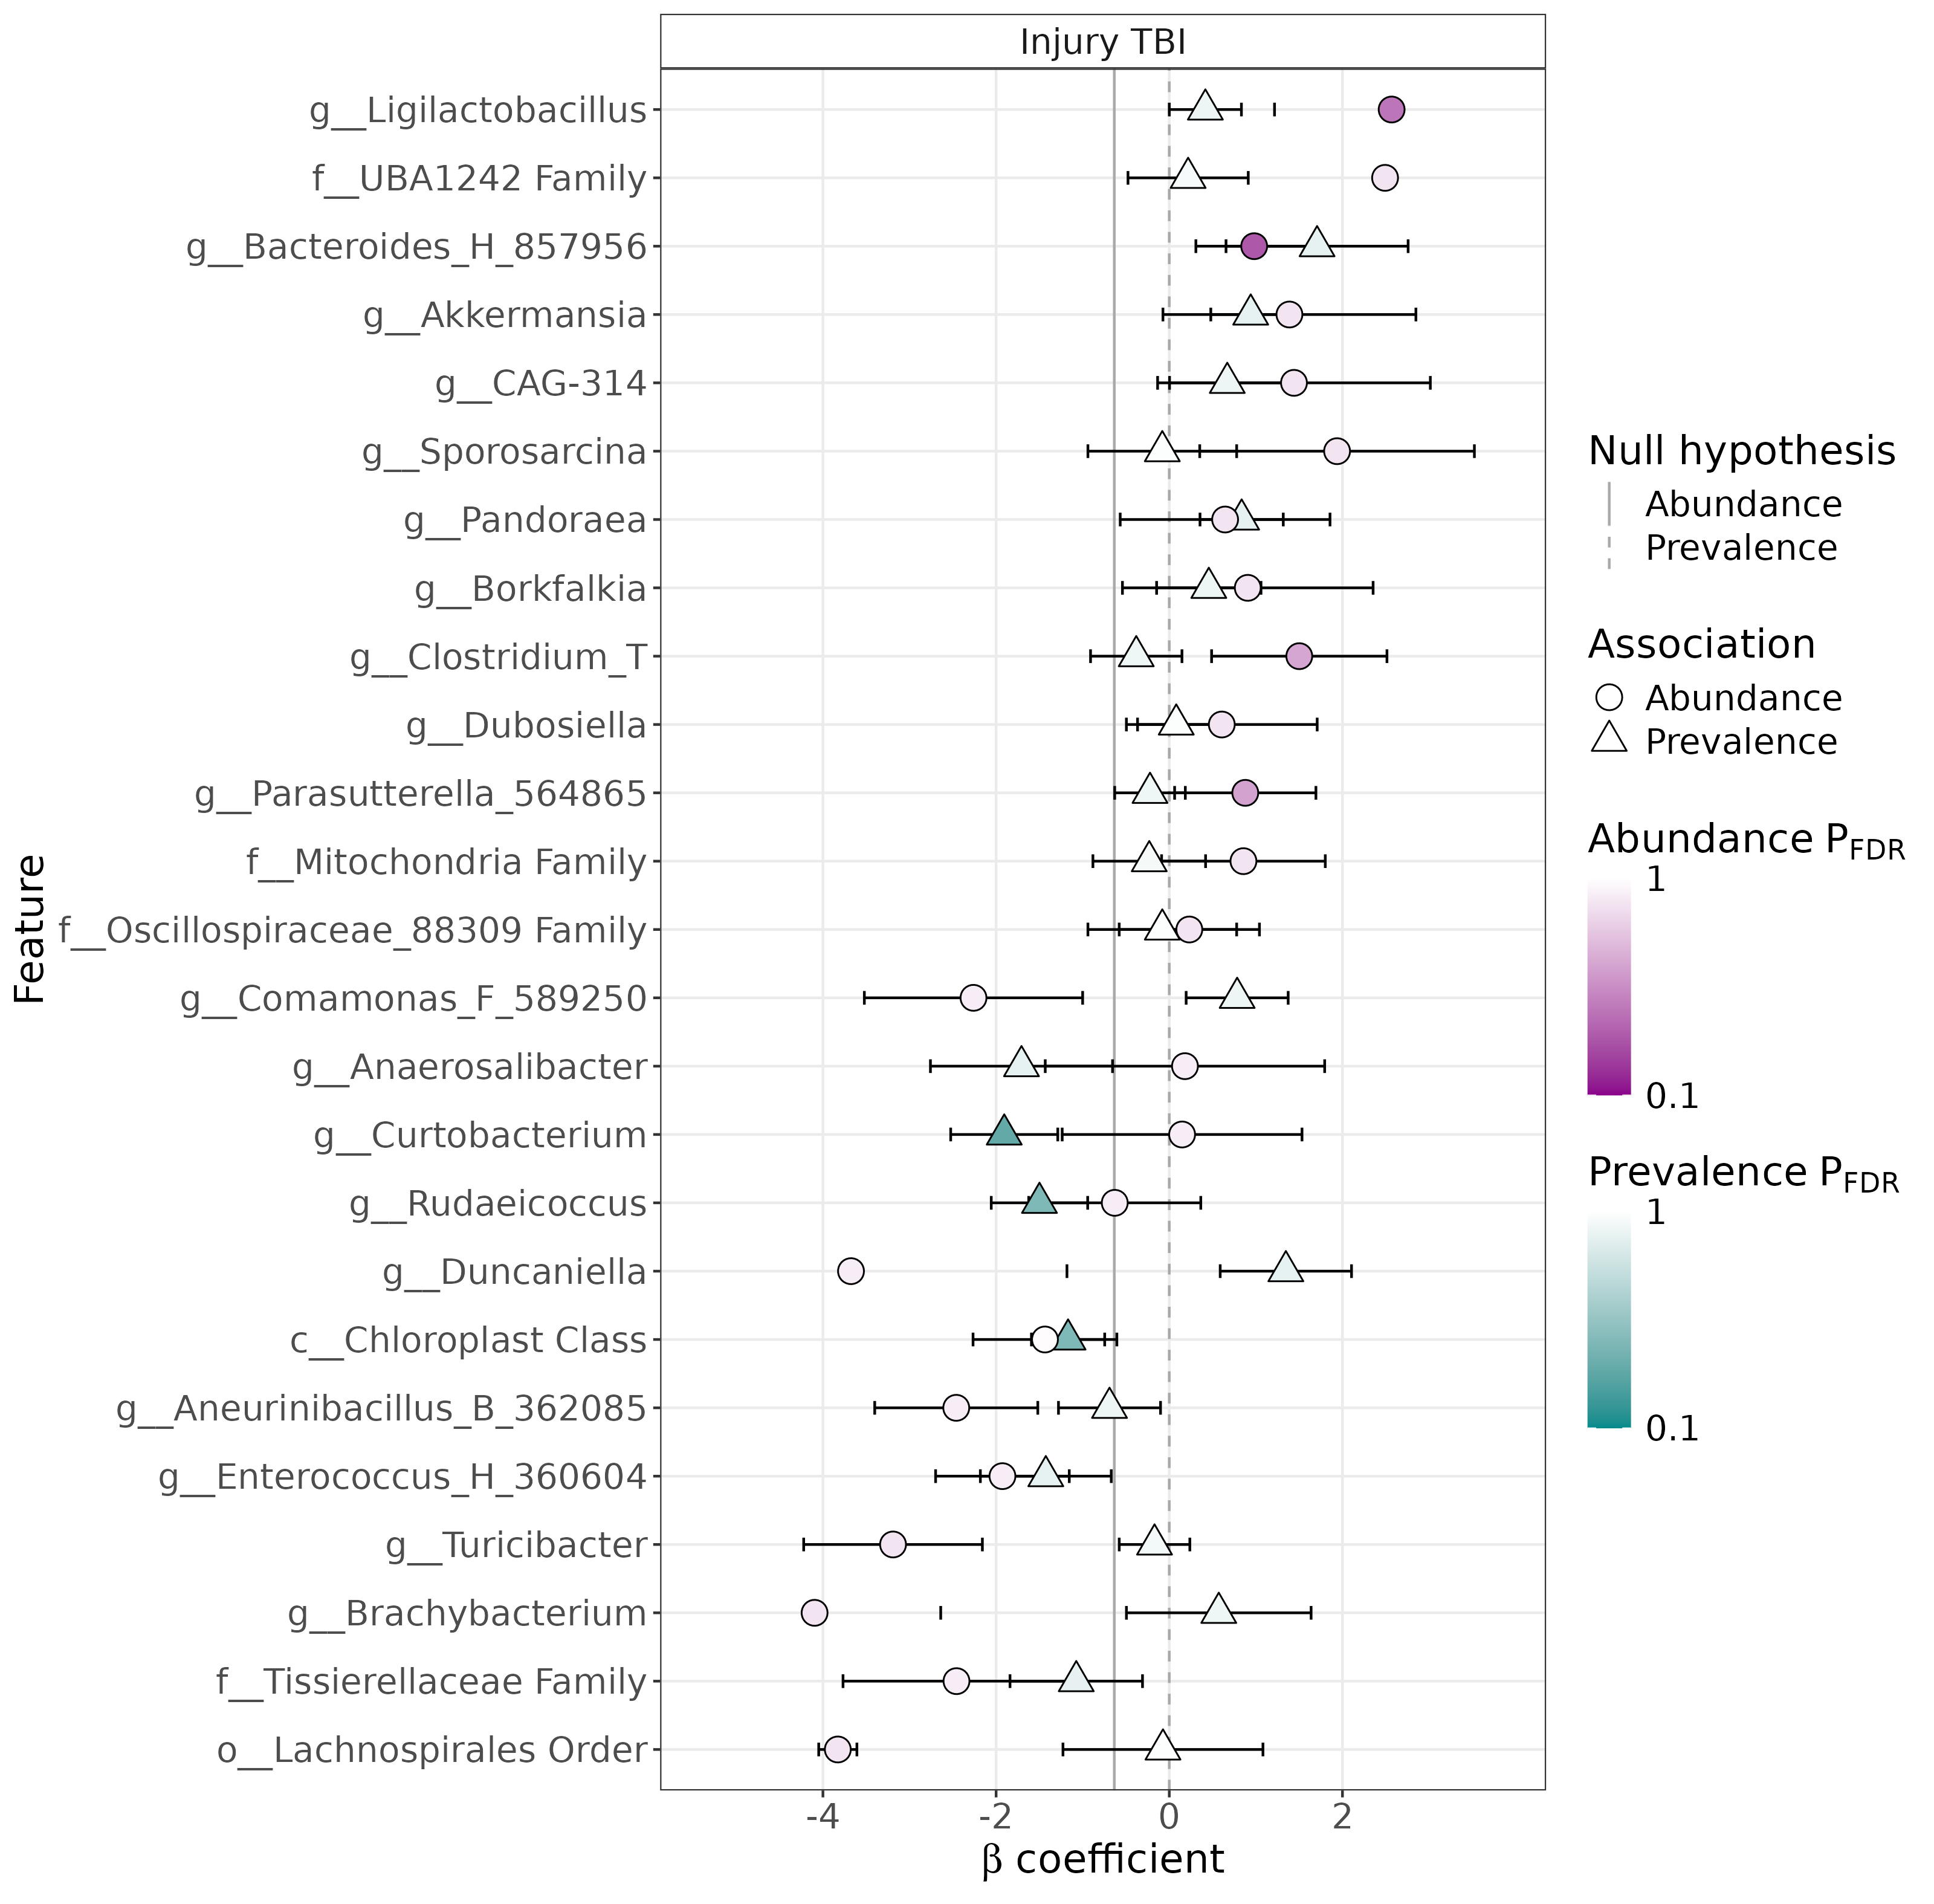 Injury TBI
g__Ligilactobacillus
f__UBA1242 Family
g__Bacteroides_H_857956
g__Akkermansia
g__CAG-314
g__Sporosarcina
g__Pandoraea
g__Borkfalkia
g__Clostridium_T
g__Dubosiella
g__Parasutterella_564865
f__Mitochondria Family
f__Oscillospiraceae_88309 Family
g__Comamonas_F_589250
g__Anaerosalibacter
g__Curtobacterium
g__Rudaeicoccus
g__Duncaniella
c__Chloroplast Class
g__Aneurinibacillus_B_362085
g__Enterococcus_H_360604
g__Turicibacter
g__Brachybacterium
f__Tissierellaceae Family
o__Lachnospirales Order
Feature
-4 -2 0 2
β coefficient
Null hypothesis
Abundance
Prevalence
Association
Abundance
Prevalence
Abundance PFDR
1
0.1
Prevalence PFDR
1
0.1